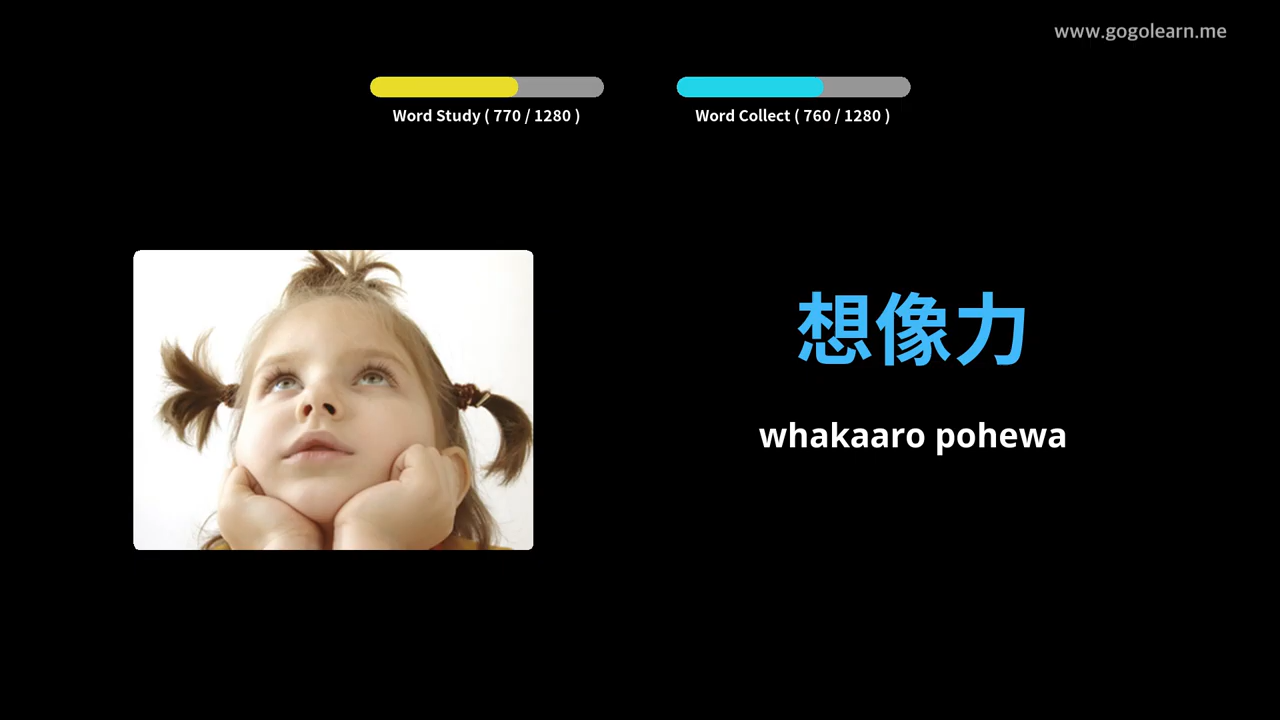 www.gogolearn.me
Word Study ( 770 / 1280 )
Word Collect ( 760 / 1280 )
想像力
whakaaro pohewa